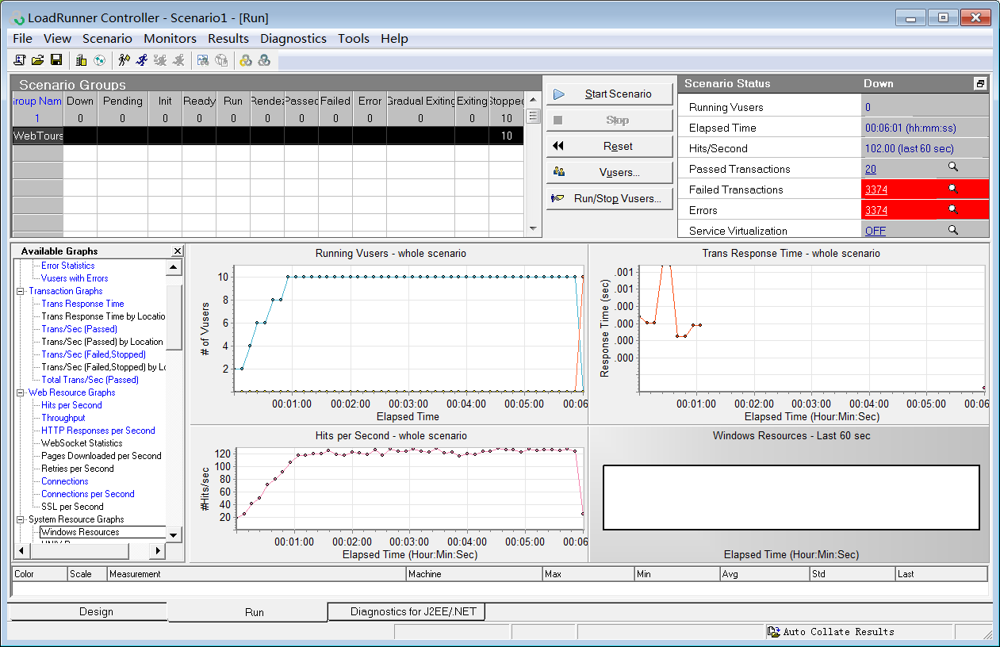 LoadRunner Controller - Scenario1 - [Run]
File View Scenario Monitors Results Diagnostics Tools Help
Scenario Groups
roup Nam Down Pending Init Ready Run Rendez Passed Failed Error Gradual Exiting Exiting Stopped
1 0 0 0 0 0 0 0 0 0 0 0 10
WebTours 10
Start Scenario
Stop
Reset
Vusers...
Run/Stop Vusers...
Scenario Status Down
Running Vusers 0
Elapsed Time 00:06:01 (hh:mm:ss)
Hits/Second 102.00 (last 60 sec)
Passed Transactions 20
Failed Transactions 3374
Errors 3374
Service Virtualization OFF
Available Graphs
Error Statistics
Vusers with Errors
Transaction Graphs
Trans Response Time
Trans Response Time by Locatio
Trans/Sec (Passed)
Trans/Sec (Passed) by Location
Trans/Sec (Failed,Stopped)
Trans/Sec (Failed,Stopped) by Lo
Total Trans/Sec (Passed)
Web Resource Graphs
Hits per Second
Throughput
HTTP Responses per Second
WebSocket Statistics
Pages Downloaded per Second
Retries per Second
Connections
Connections per Second
SSL per Second
System Resource Graphs
Windows Resources
Running Vusers - whole scenario
# of Vusers
10
8
6
4
2
00:01:00 00:02:00 00:03:00 00:04:00 00:05:00 00:06
Elapsed Time
Trans Response Time - whole scenario
Response Time (sec)
.001
.001
.000
.000
.000
.000
00:01:00 00:02:00 00:03:00 00:04:00 00:05:00 00:06
Elapsed Time (Hour:Min:Sec)
Hits per Second - whole scenario
#Hits/sec
120
100
80
60
40
20
00:01:00 00:02:00 00:03:00 00:04:00 00:05:00 00:06
Elapsed Time (Hour:Min:Sec)
Windows Resources - Last 60 sec
Elapsed Time (Hour:Min:Sec)
Color Scale Measurement Machine Max Min Avg Std Last
Design Run Diagnostics for J2EE/.NET
Auto Collate Results